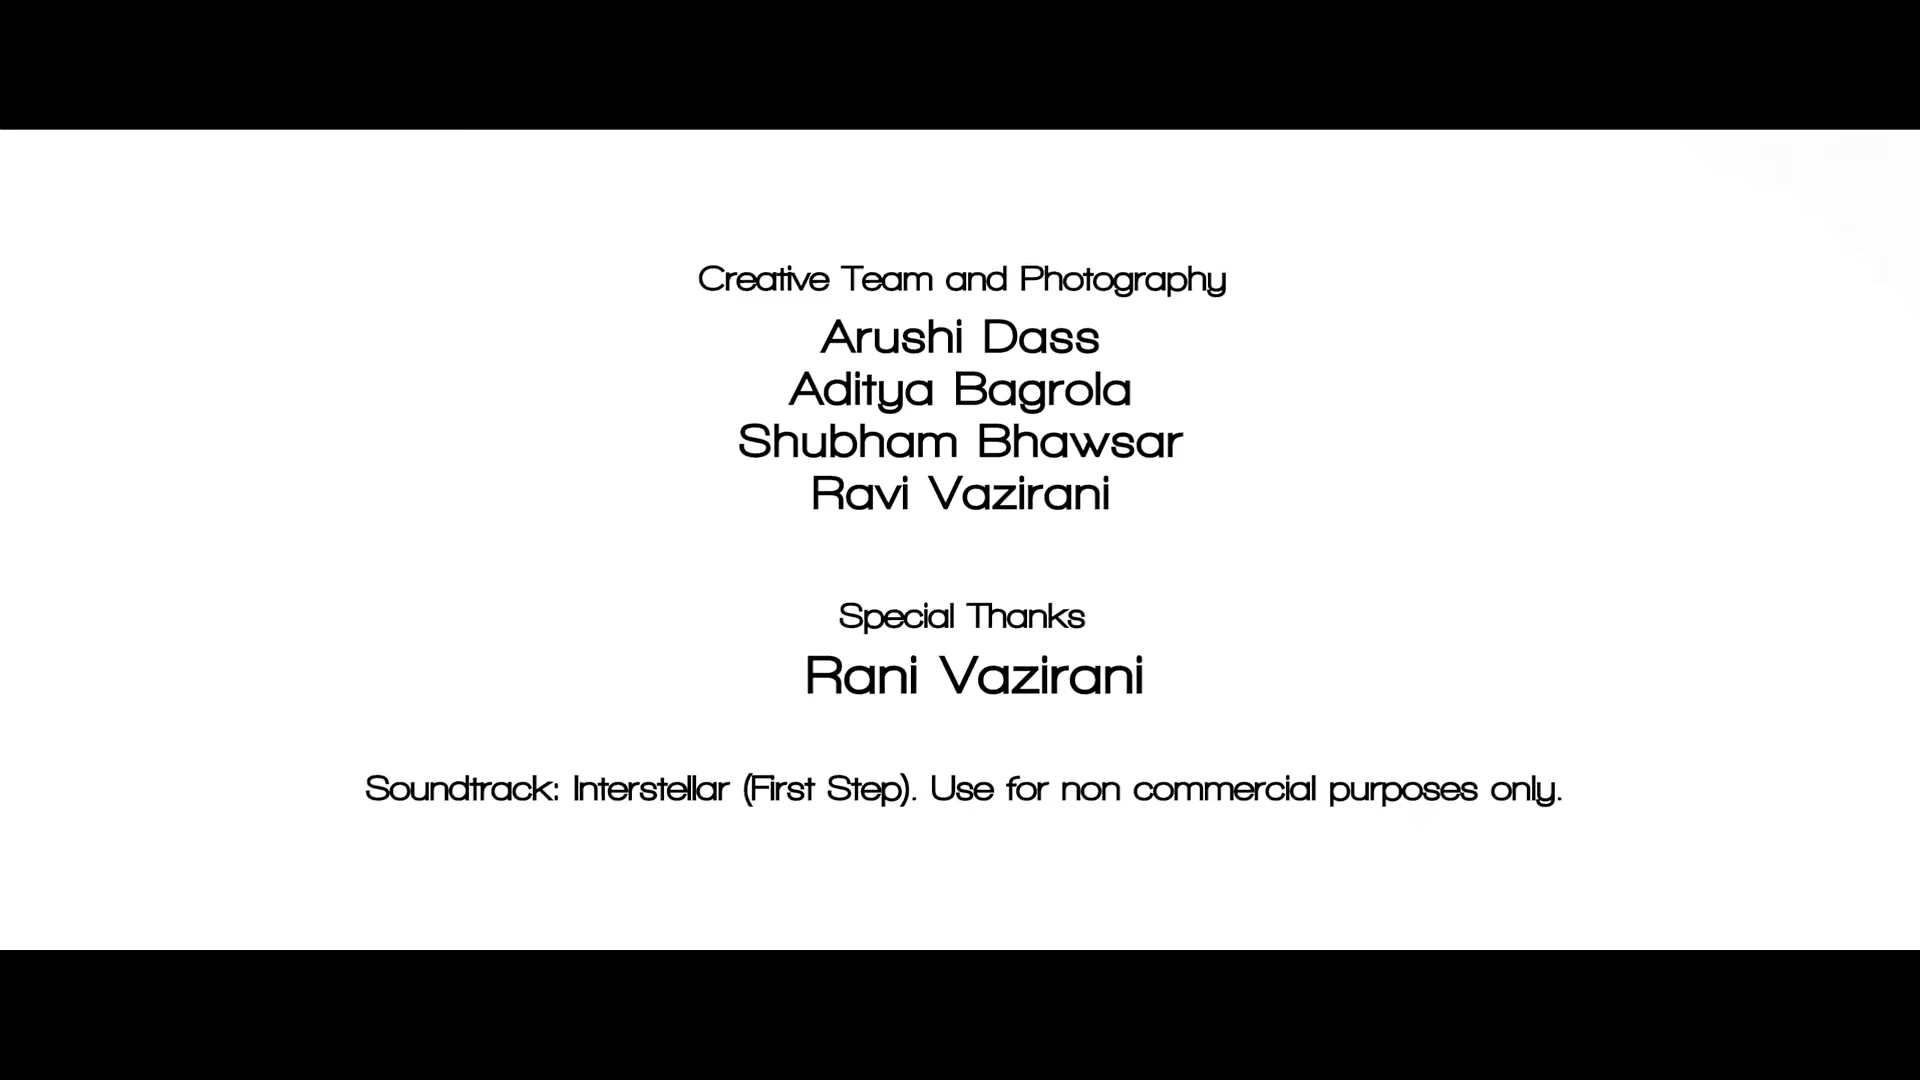 Creative Team and Photography
Arushi Dass
Aditya Bagrola
Shubham Bhawsar
Ravi Vazirani
Special Thanks
Rani Vazirani
Soundtrack: Interstellar (First Step). Use for non commercial purposes only.